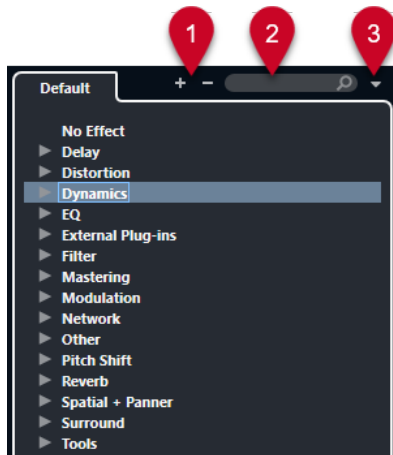 1 2 3
Default + −
No Effect
Delay
Distortion
Dynamics
EQ
External Plug-ins
Filter
Mastering
Modulation
Network
Other
Pitch Shift
Reverb
Spatial + Panner
Surround
Tools